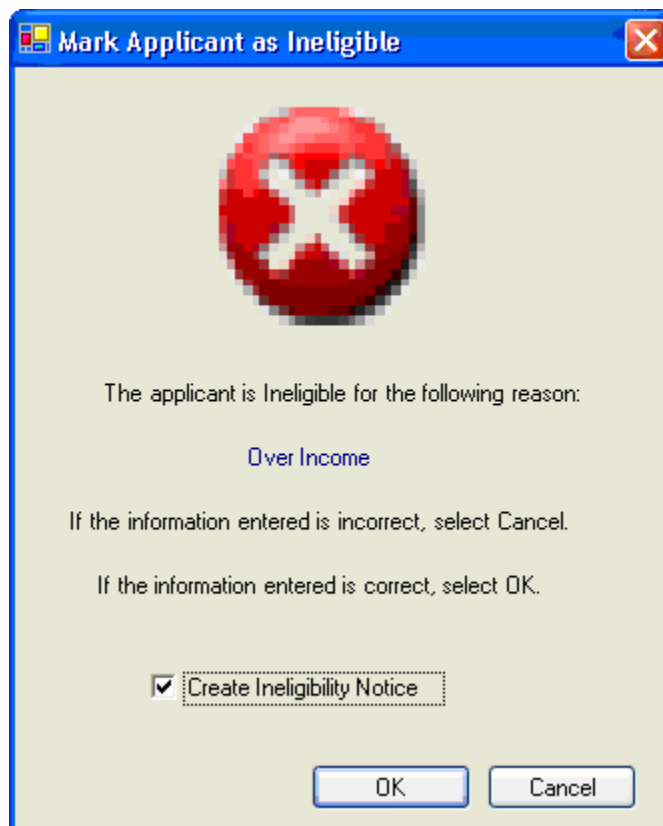 Mark Applicant as Ineligible
The applicant is Ineligible for the following reason:
Over Income
If the information entered is incorrect, select Cancel.
If the information entered is correct, select OK.
Create Ineligibility Notice
OK Cancel